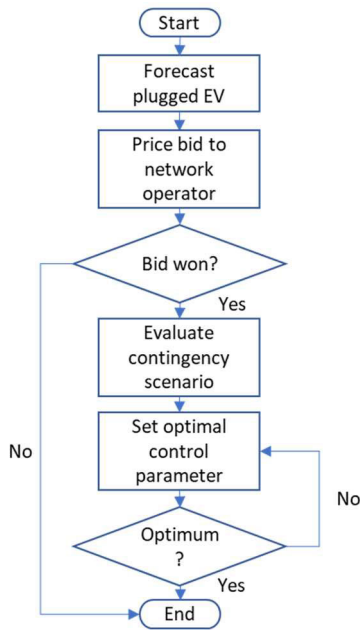 Start
Forecast
plugged EV
Price bid to
network
operator
Bid won?
Yes
Evaluate
contingency
scenario
Set optimal
control
parameter
No
No
Optimum
?
Yes
End